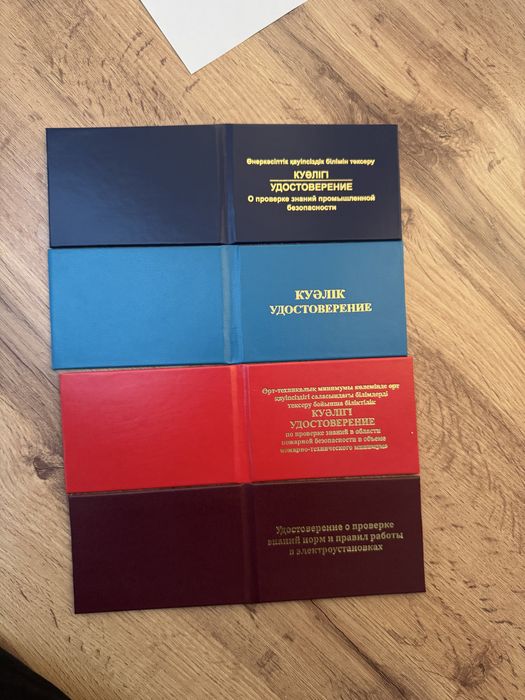 Өнеркәсіптік қауіпсіздік білімін тексеру
КУӘЛІГІ
УДОСТОВЕРЕНИЕ
О проверке знаний промышленной
безопасности
КУӘЛІК
УДОСТОВЕРЕНИЕ
Өрт-техникалық минимумы көлемінде өрт
қауіпсіздігі саласындағы білімдерді
тексеру бойынша біліктілік
КУӘЛІГІ
УДОСТОВЕРЕНИЕ
по проверке знаний в области
пожарной безопасности в объеме
пожарно-технического минимума
Удостоверение о проверке
знаний норм и правил работы
в электроустановках